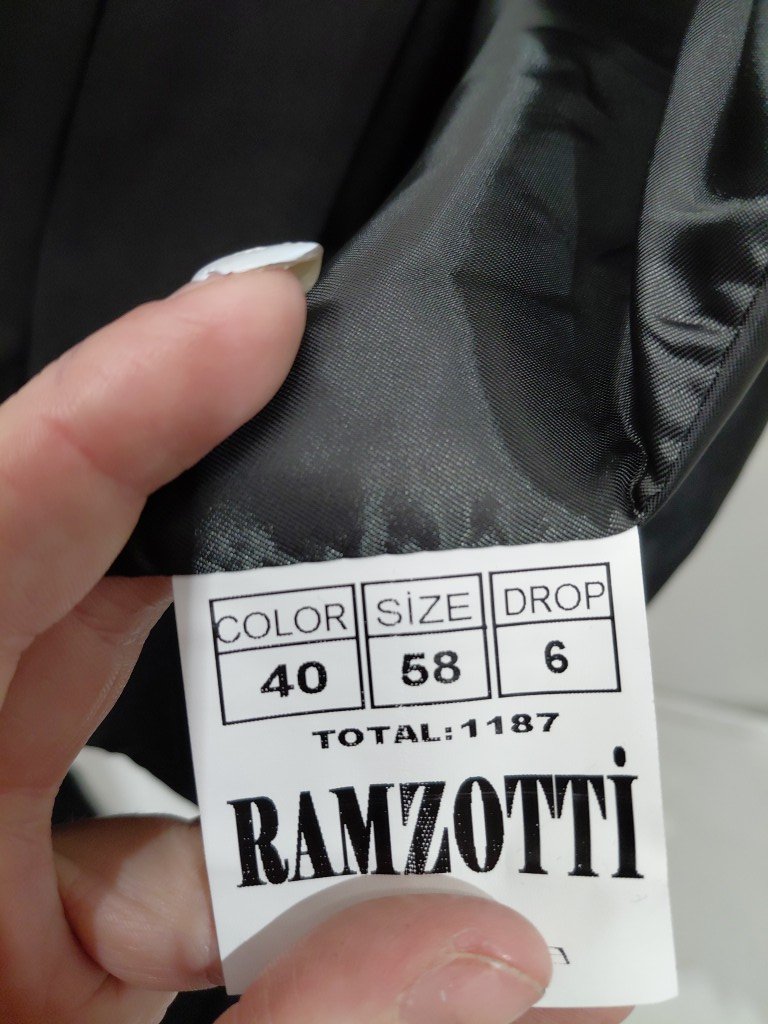 COLOR SİZE DROP
40 58 6
TOTAL:1187
RAMZOTTİ